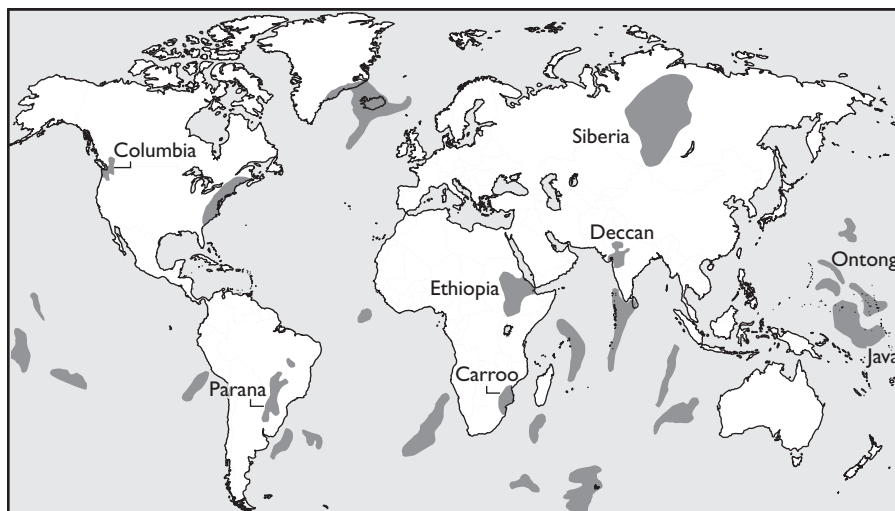 Siberia
Columbia
Deccan
Ontong
Ethiopia
Java
Carroo
Parana